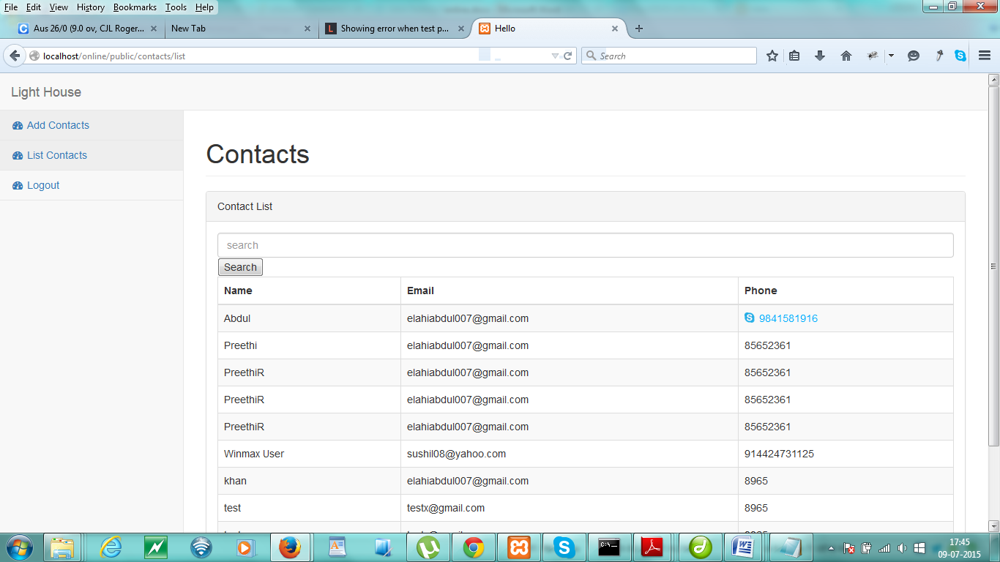 File Edit View History Bookmarks Tools Help
Aus 26/0 (9.0 ov, CJL Roger... New Tab Showing error when test p... Hello
localhost/online/public/contacts/list Search
Light House
Add Contacts
List Contacts
Logout
Contacts
Contact List
search
Search
Name Email Phone
Abdul elahiabdul007@gmail.com 9841581916
Preethi elahiabdul007@gmail.com 85652361
PreethiR elahiabdul007@gmail.com 85652361
PreethiR elahiabdul007@gmail.com 85652361
PreethiR elahiabdul007@gmail.com 85652361
Winmax User sushil08@yahoo.com 914424731125
khan elahiabdul007@gmail.com 8965
test testx@gmail.com 8965
17:45
09-07-2015